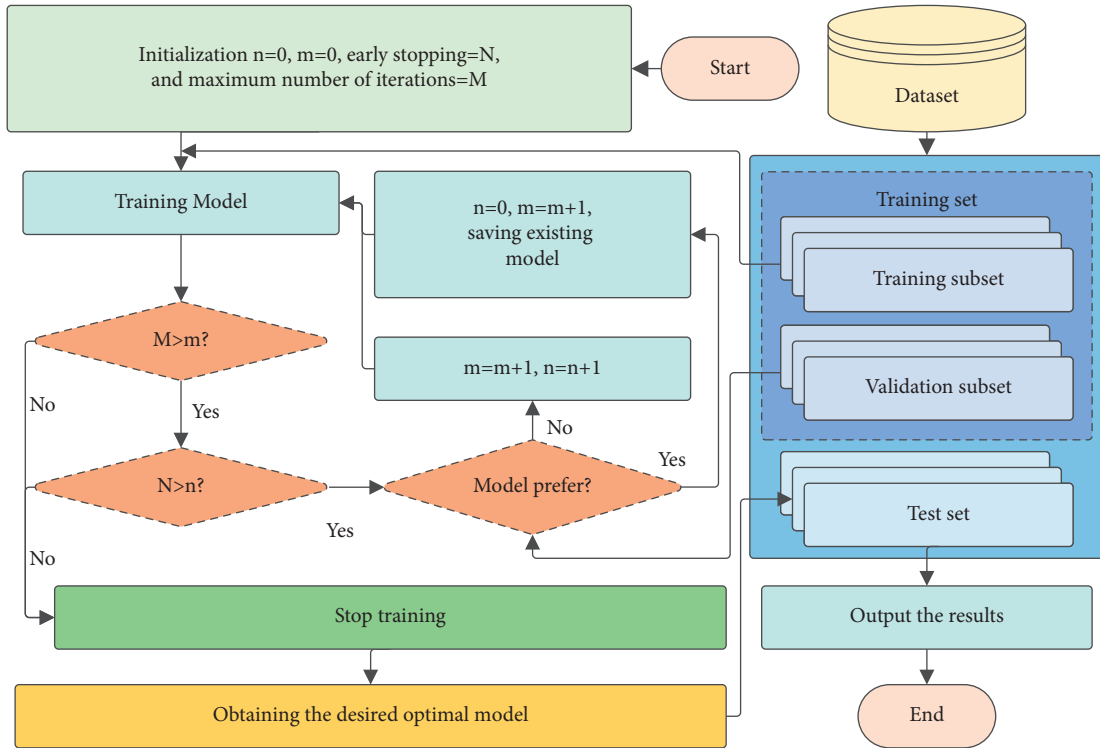 Initialization n=0, m=0, early stopping=N,
and maximum number of iterations=M
Start
Dataset
Training Model
n=0, m=m+1,
saving existing
model
Training set
Training subset
M>m?
m=m+1, n=n+1
Validation subset
No
Yes
No
Yes
N>n?
Model prefer?
Yes
Test set
No
Stop training
Output the results
Obtaining the desired optimal model
End